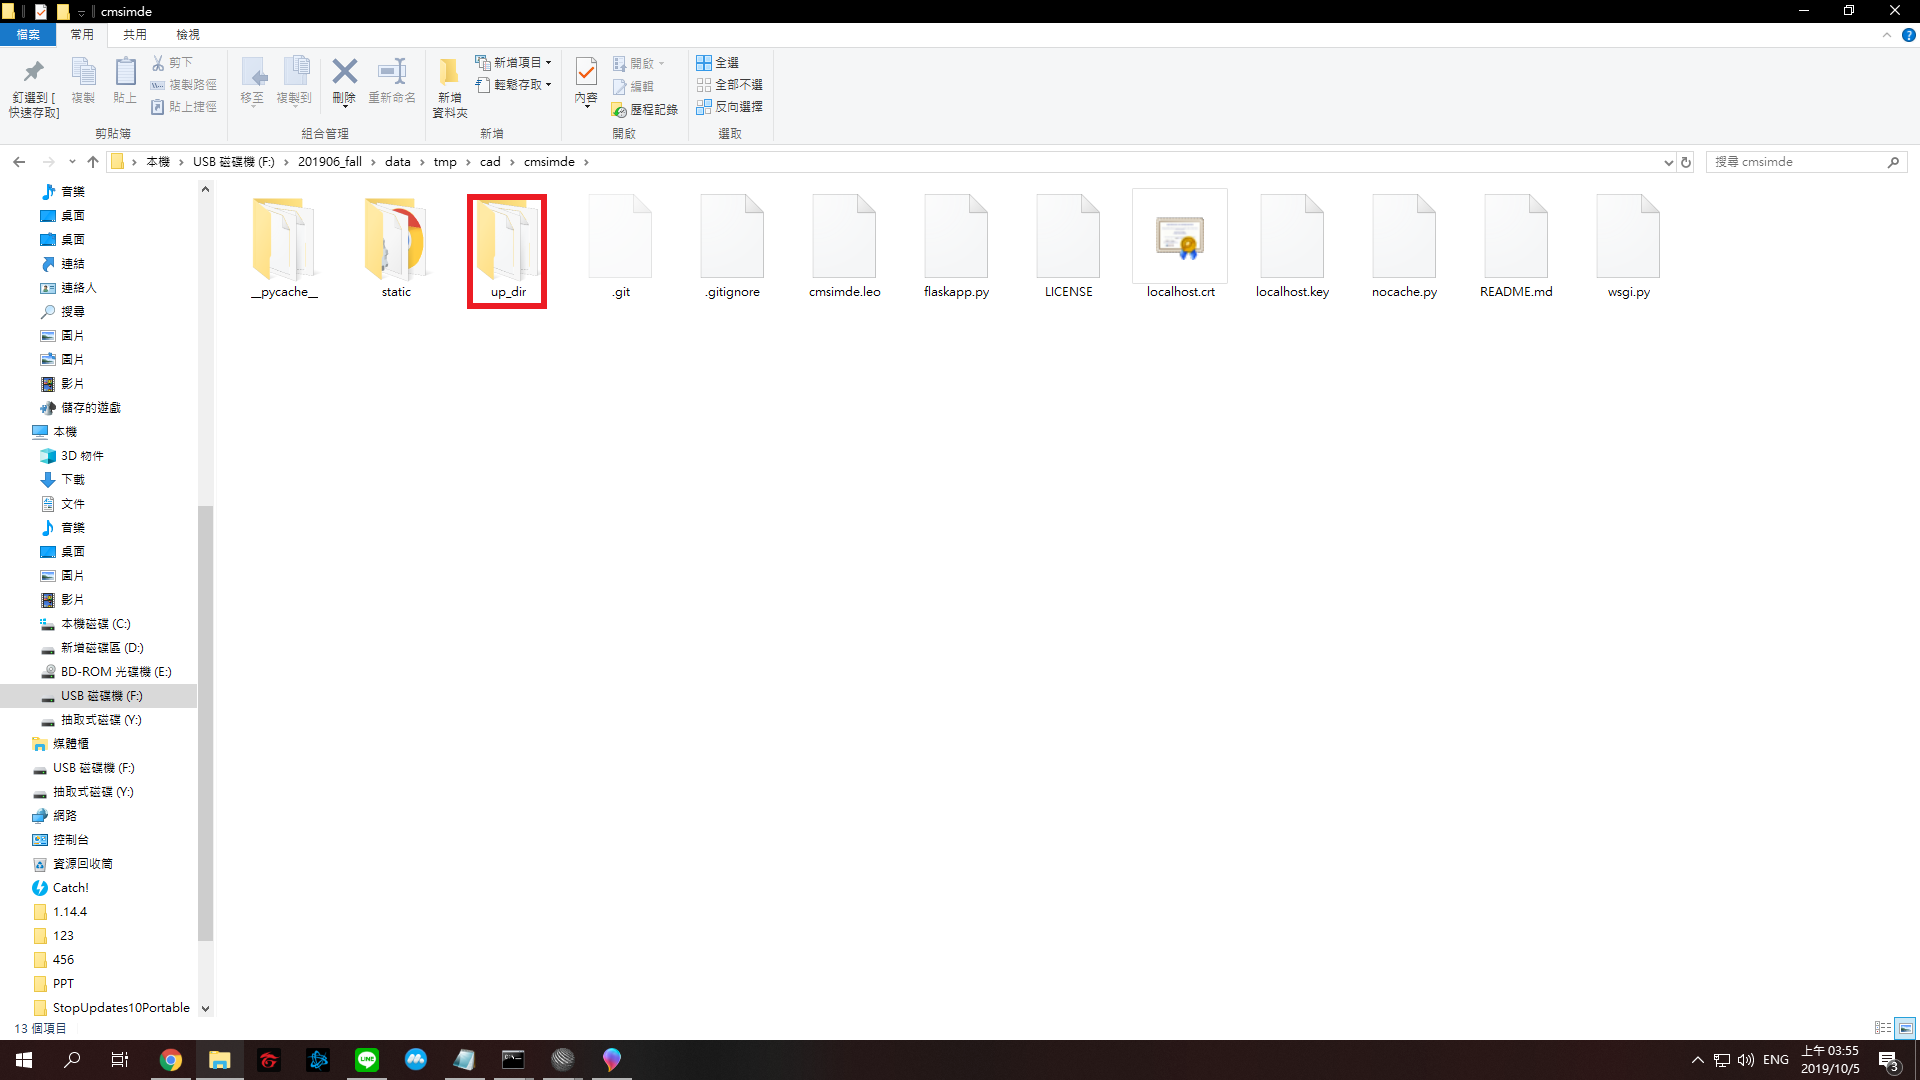 cmsimde
檔案 常用 共用 檢視
釘選到 [
快速存取]
複製
貼上
剪下
複製路徑
貼上捷徑
剪貼簿
移至
複製到
刪除
重新命名
組合管理
新增
資料夾
新增項目
輕鬆存取
新增
內容
開啟
編輯
歷程記錄
開啟
全選
全部不選
反向選擇
選取
本機 > USB 磁碟機 (F:) > 201906_fall > data > tmp > cad > cmsimde >
搜尋 cmsimde
音樂
桌面
桌面
連結
連絡人
搜尋
圖片
圖片
影片
儲存的遊戲
本機
3D 物件
下載
文件
音樂
桌面
圖片
影片
本機磁碟 (C:)
新增磁碟區 (D:)
BD-ROM 光碟機 (E:)
USB 磁碟機 (F:)
抽取式磁碟 (Y:)
媒體櫃
USB 磁碟機 (F:)
抽取式磁碟 (Y:)
網路
控制台
資源回收筒
Catch!
1.14.4
123
456
PPT
StopUpdates10Portable
__pycache__
static
up_dir
.git
.gitignore
cmsimde.leo
flaskapp.py
LICENSE
localhost.crt
localhost.key
nocache.py
README.md
wsgi.py
13 個項目
LINE
ENG
上午 03:55
2019/10/5
3